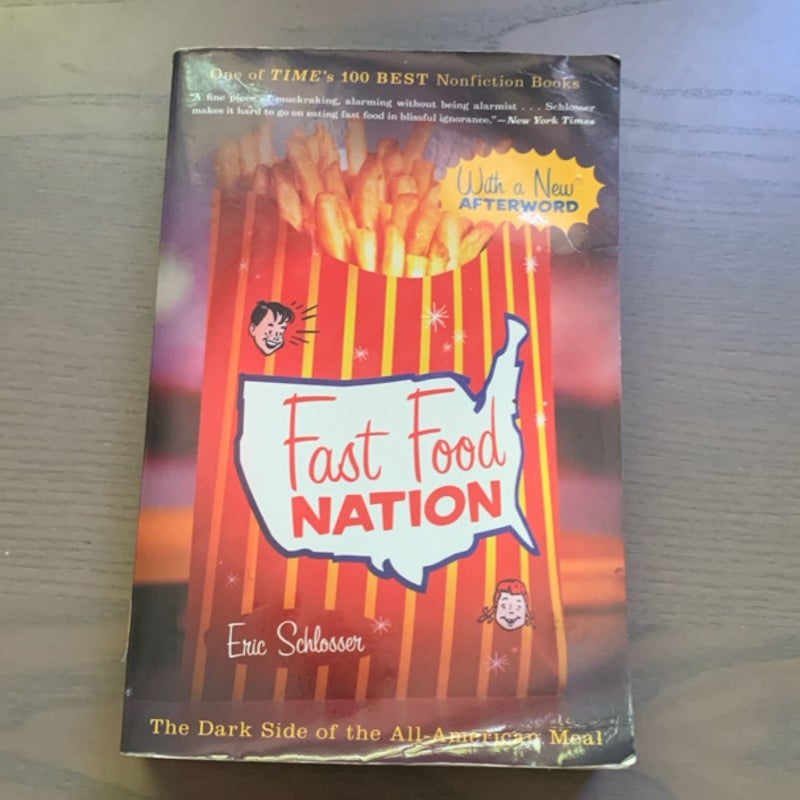 One of TIME's 100 BEST Nonfiction Books
"A fine piece of muckraking, alarming without being alarmist . . . Schlosser
makes it hard to go on eating fast food in blissful ignorance."—New York Times
With a New
AFTERWORD
Fast Food
NATION
Eric Schlosser
The Dark Side of the All-American Meal